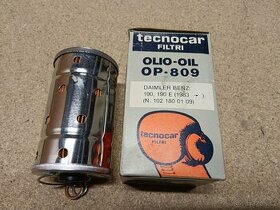 tecnocar
FILTRI
OLIO-OIL
OP-809
DAIMLER BENZ:
190, 190 E (1983 - )
(N. 102 180 01 09)
tecnocar
FILTRI